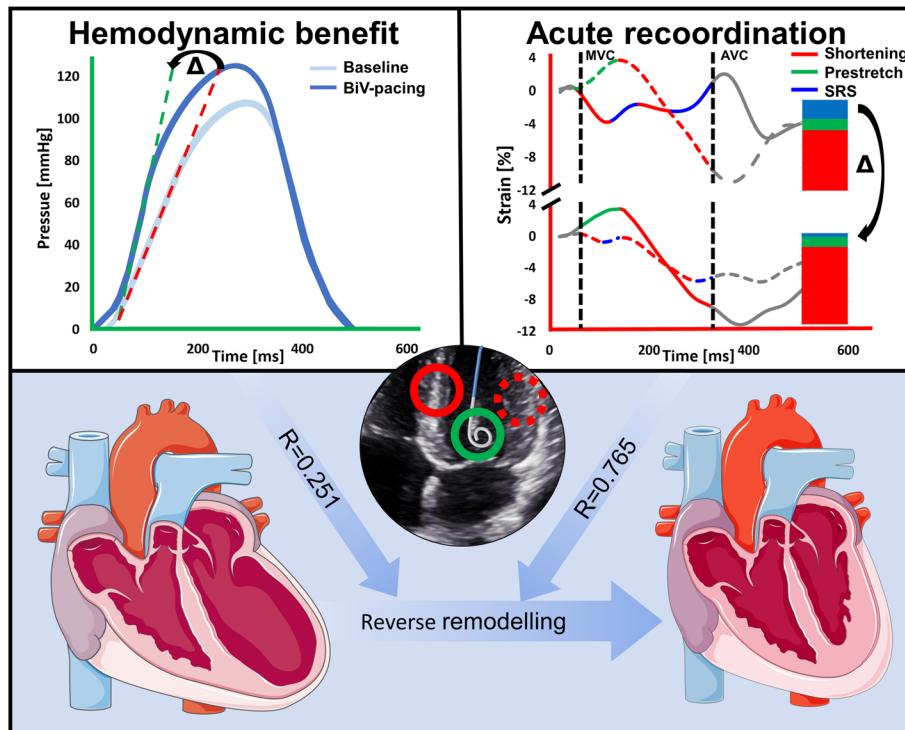 Hemodynamic benefit
Δ
Baseline
BiV-pacing
120
100
80
60
40
20
0
Pressue [mmHg]
0
200
400
600
Time [ms]
Acute recoordination
MVC
AVC
Shortening
Prestretch
SRS
4
0
-4
-8
-12
4
0
-4
-8
-12
Strain [%]
Δ
200
400
600
Time [ms]
R=0.251
R=0.765
Reverse remodelling